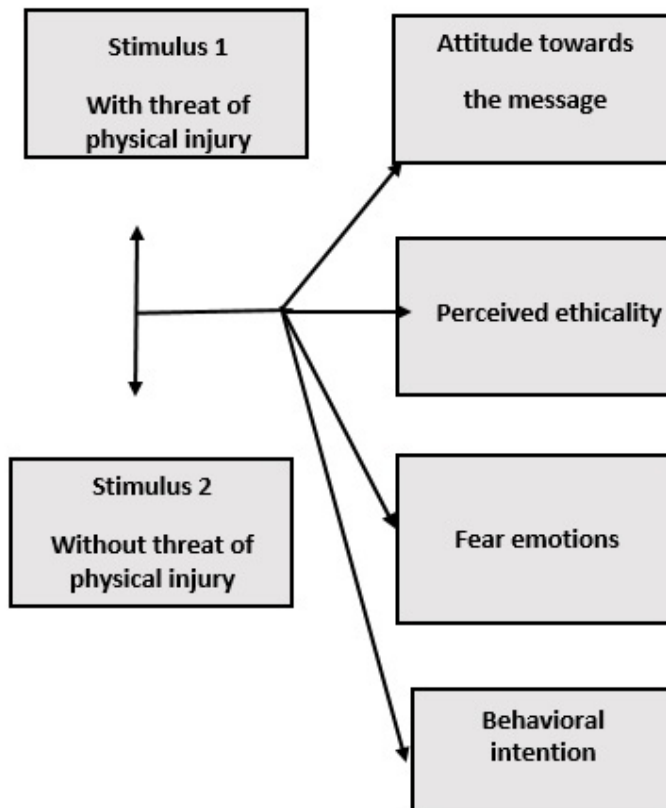 Stimulus 1
With threat of
physical injury
Attitude towards
the message
Perceived ethicality
Stimulus 2
Without threat of
physical injury
Fear emotions
Behavioral
intention